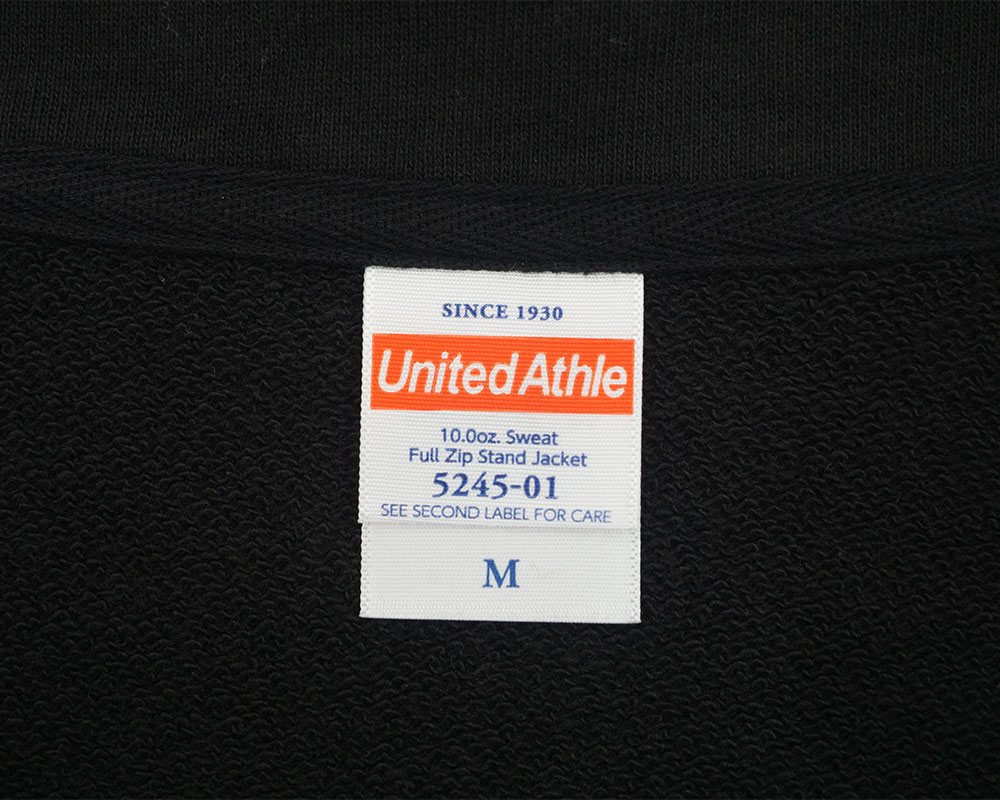 SINCE 1930
United Athle
10.0oz. Sweat
Full Zip Stand Jacket
5245-01
SEE SECOND LABEL FOR CARE
M